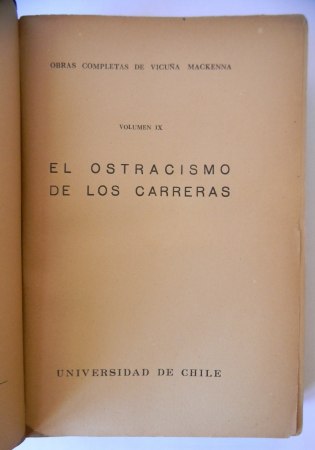 OBRAS COMPLETAS DE VICUÑA MACKENNA
VOLUMEN IX
EL OSTRACISMO
DE LOS CARRERAS
UNIVERSIDAD DE CHILE